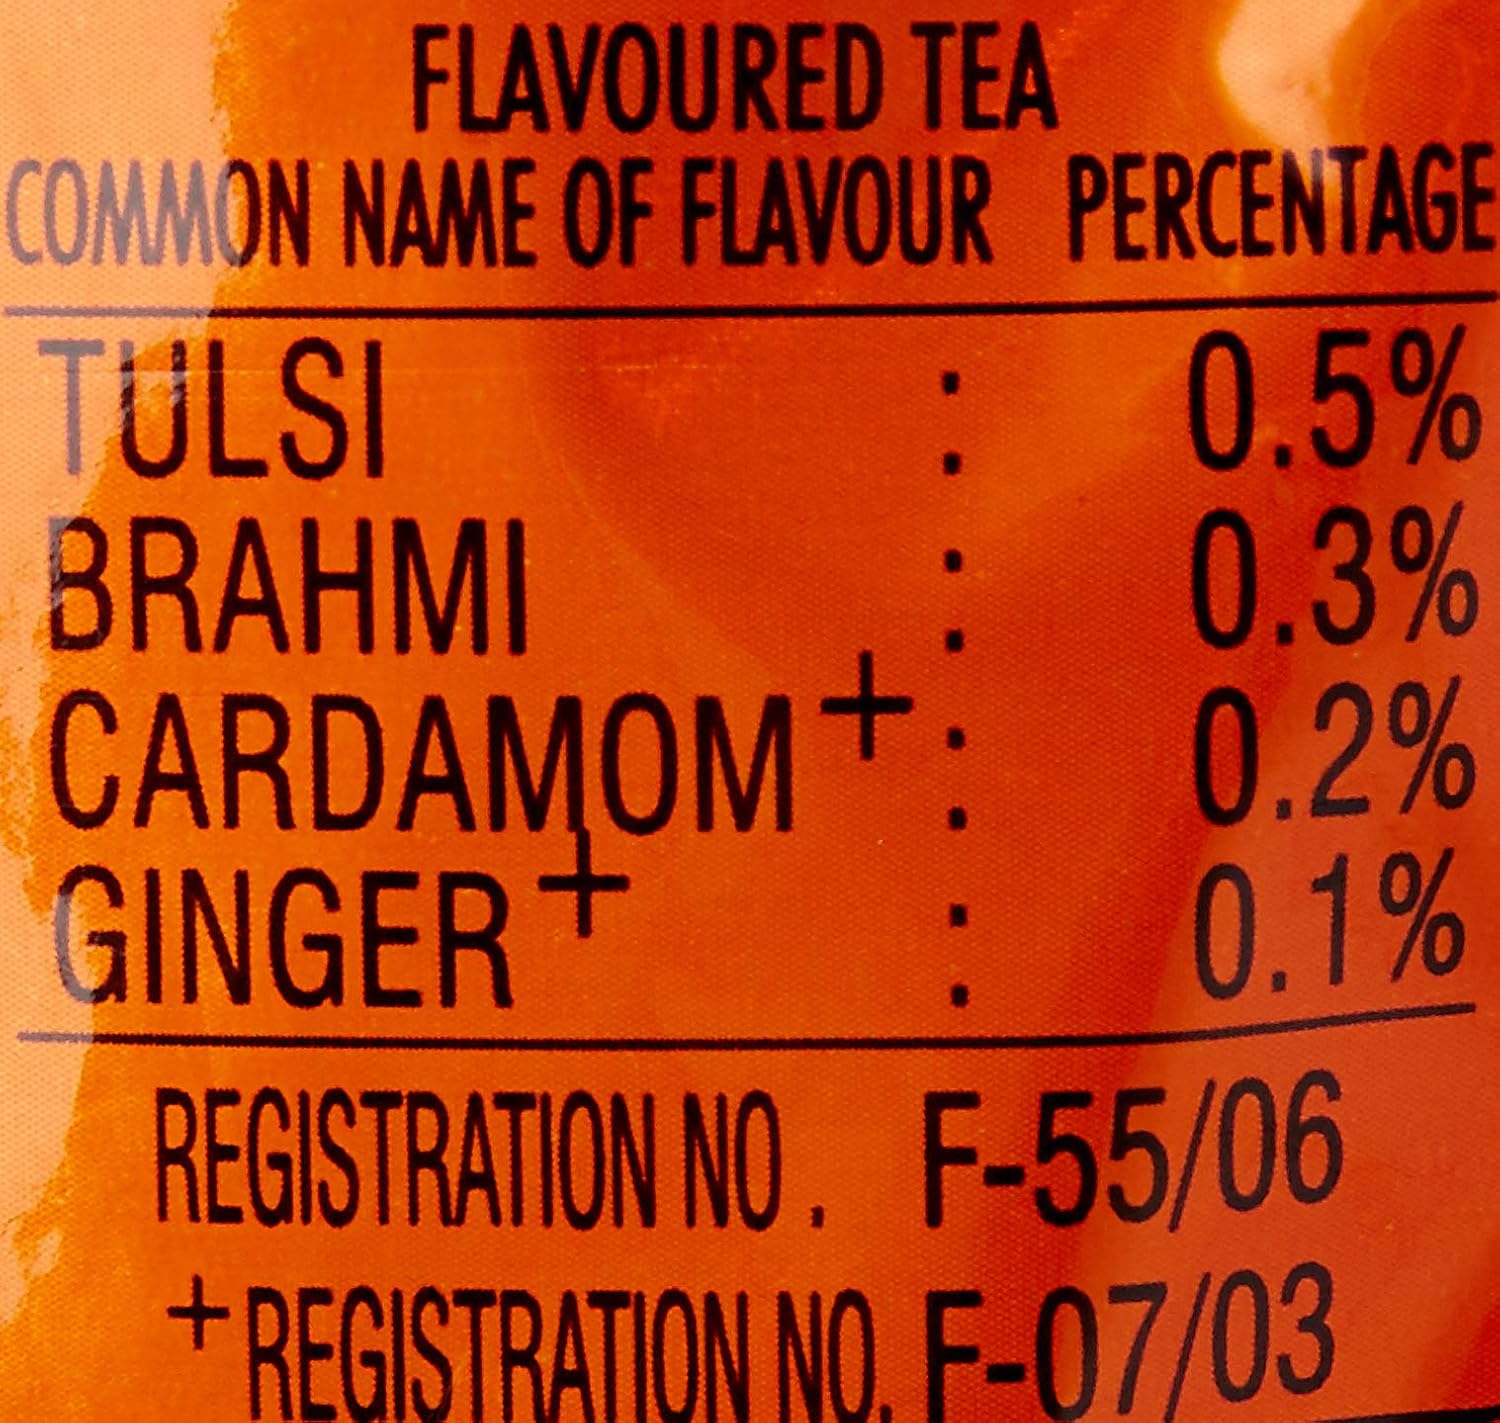 FLAVOURED TEA
COMMON NAME OF FLAVOUR PERCENTAGE
TULSI : 0.5%
BRAHMI : 0.3%
CARDAMOM+ : 0.2%
GINGER+ : 0.1%
REGISTRATION NO. F-55/06
+REGISTRATION NO. F-07/03